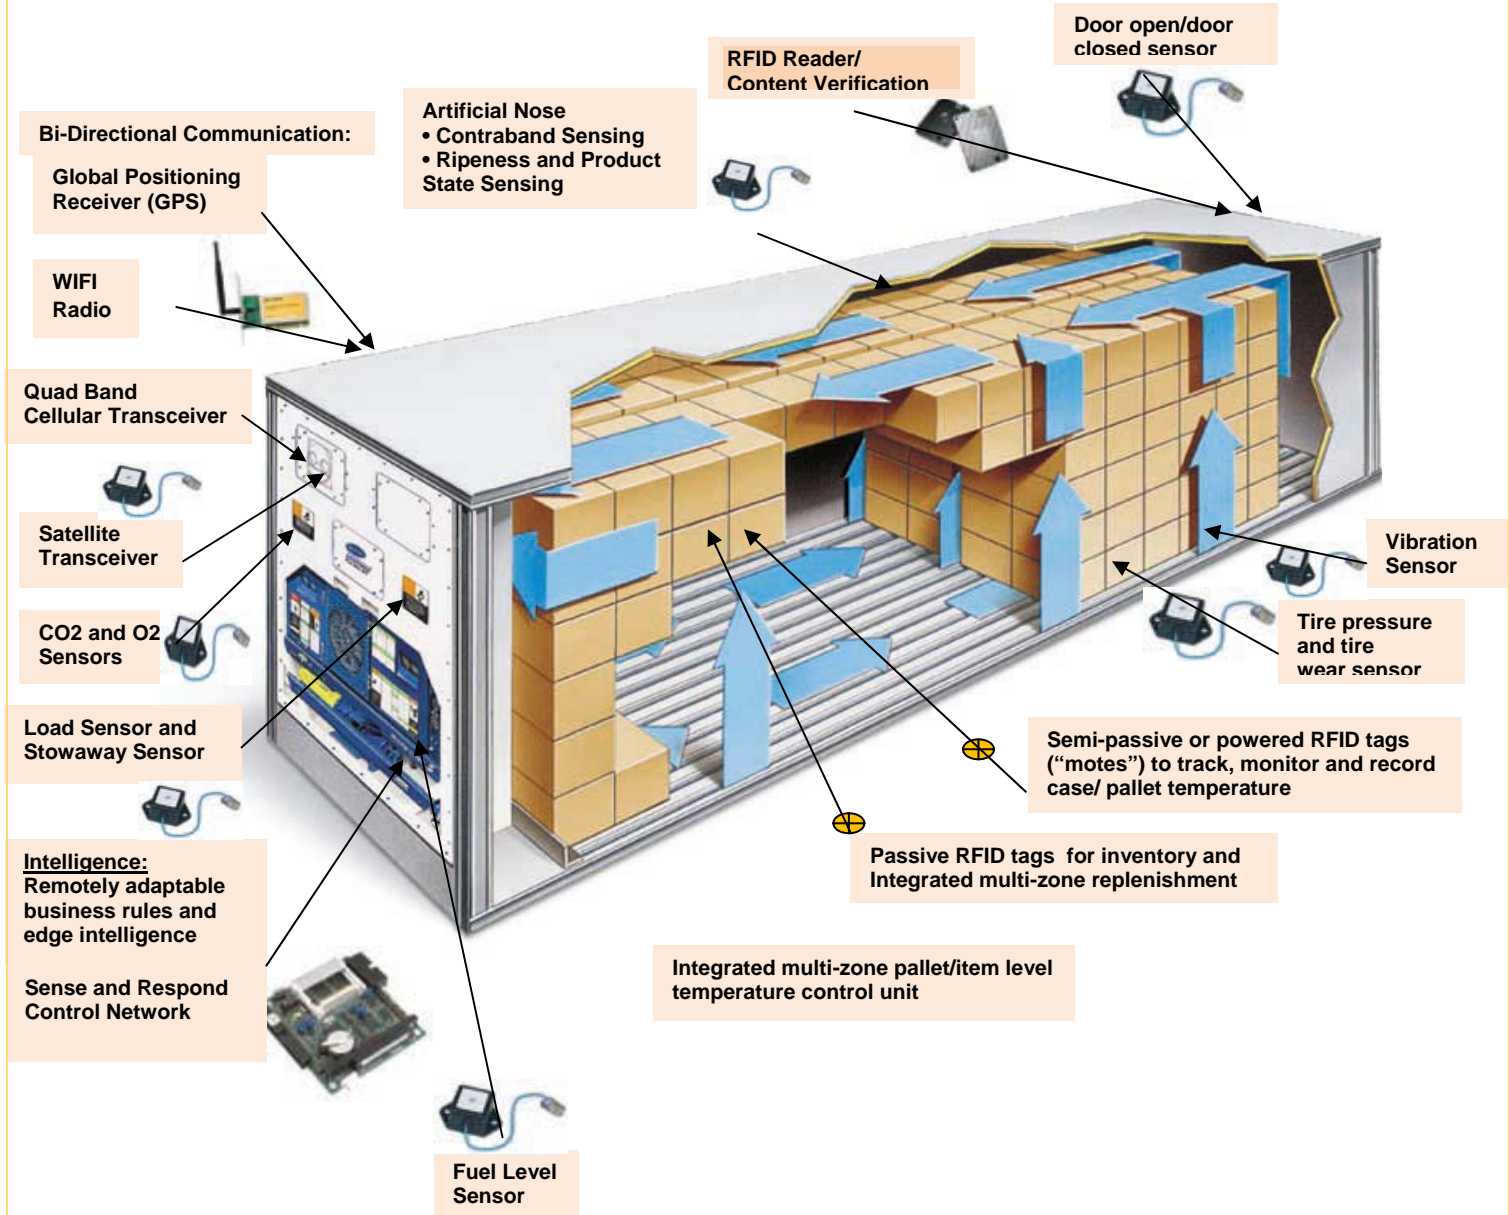 Door open/door
closed sensor
RFID Reader/
Content Verification
Artificial Nose
• Contraband Sensing
• Ripeness and Product
State Sensing
Bi-Directional Communication:
Global Positioning
Receiver (GPS)
WIFI
Radio
Quad Band
Cellular Transceiver
Satellite
Transceiver
CO2 and O2
Sensors
Load Sensor and
Stowaway Sensor
Intelligence:
Remotely adaptable
business rules and
edge intelligence
Sense and Respond
Control Network
Fuel Level
Sensor
Vibration
Sensor
Tire pressure
and tire
wear sensor
Semi-passive or powered RFID tags
(“motes”) to track, monitor and record
case/ pallet temperature
Passive RFID tags  for inventory and
Integrated multi-zone replenishment
Integrated multi-zone pallet/item level
temperature control unit